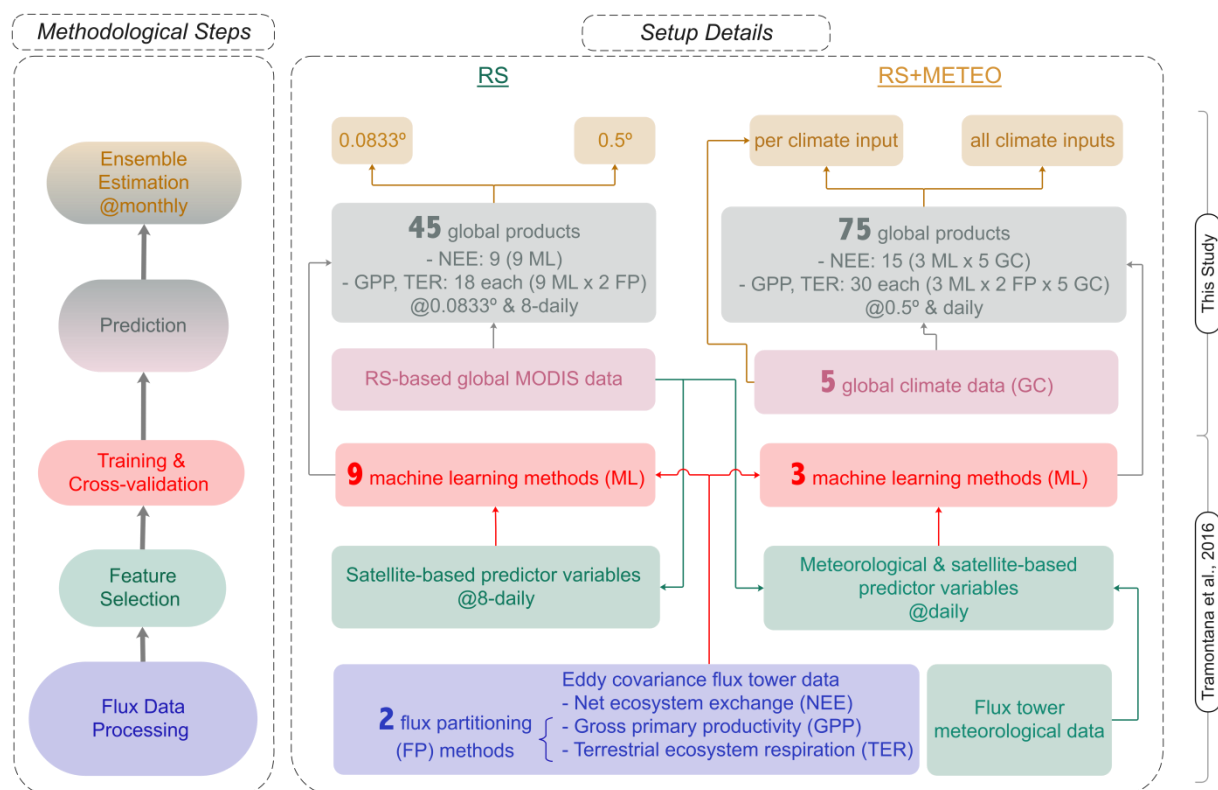 Methodological Steps
Setup Details
Ensemble
Estimation
@monthly
Prediction
Training &
Cross-validation
Feature
Selection
Flux Data
Processing
RS
0.0833º
0.5º
45 global products
- NEE: 9 (9 ML)
- GPP, TER: 18 each (9 ML x 2 FP)
@0.0833º & 8-daily
RS-based global MODIS data
9 machine learning methods (ML)
Satellite-based predictor variables
@8-daily
RS+METEO
per climate input
all climate inputs
75 global products
- NEE: 15 (3 ML x 5 GC)
- GPP, TER: 30 each (3 ML x 2 FP x 5 GC)
@0.5º & daily
5 global climate data (GC)
3 machine learning methods (ML)
Meteorological & satellite-based
predictor variables
@daily
Eddy covariance flux tower data
- Net ecosystem exchange (NEE)
2 flux partitioning
(FP) methods
- Gross primary productivity (GPP)
- Terrestrial ecosystem respiration (TER)
Flux tower
meteorological data
This Study
Tramontana et al., 2016